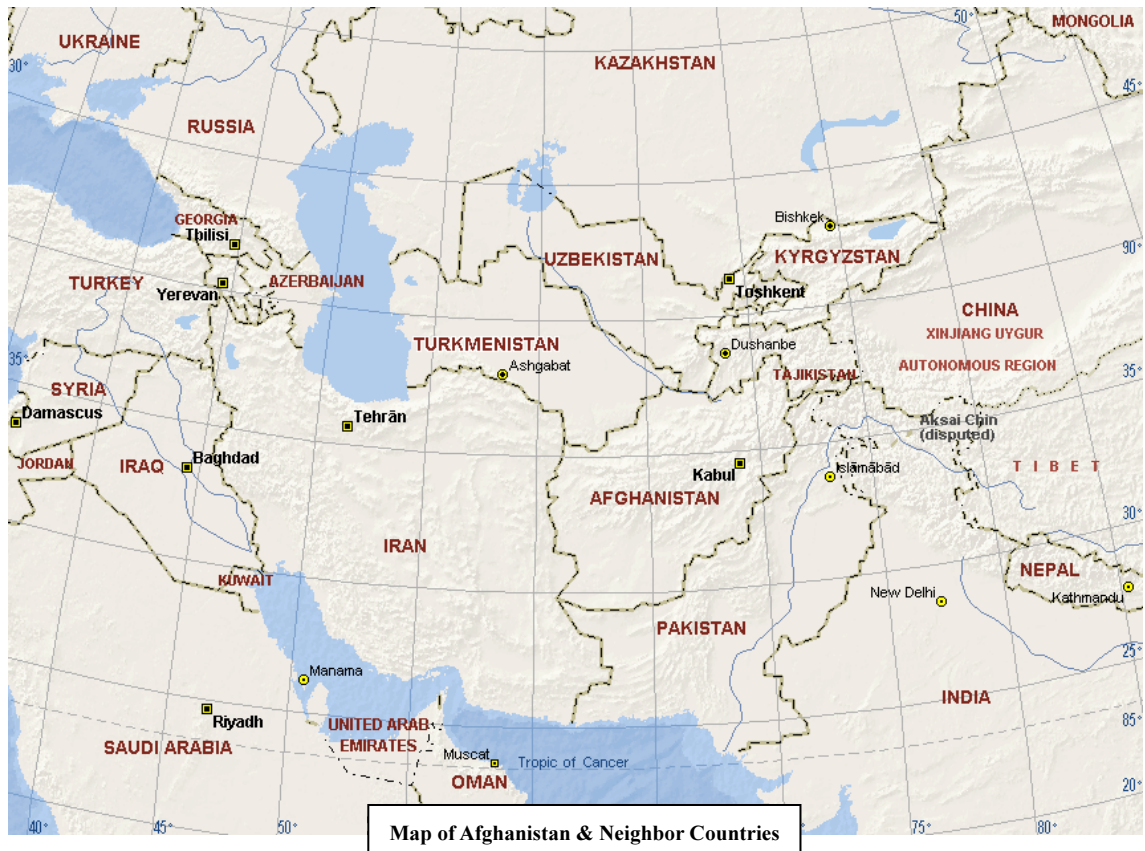 50°
MONGOLIA
UKRAINE
KAZAKHSTAN
30°
45°
RUSSIA
GEORGIA
Tbilisi
Bishkek
UZBEKISTAN
KYRGYZSTAN
90°
TURKEY
AZERBAIJAN
Yerevan
Toshkent
CHINA
XINJIANG UYGUR
AUTONOMOUS REGION
TURKMENISTAN
Dushanbe
35°
Ashgabat
TAJIKISTAN
35°
SYRIA
Damascus
Tehrān
Aksai Chin
(disputed)
JORDAN
IRAQ
Baghdad
Kabul
Islāmābād
TIBET
AFGHANISTAN
30°
IRAN
KUWAIT
NEPAL
New Delhi
Kathmandu
PAKISTAN
25°
Manama
INDIA
Riyadh
UNITED ARAB
EMIRATES
85°
SAUDI ARABIA
Muscat
Tropic of Cancer
OMAN
20°
40°
45°
50°
75°
80°
Map of Afghanistan & Neighbor Countries